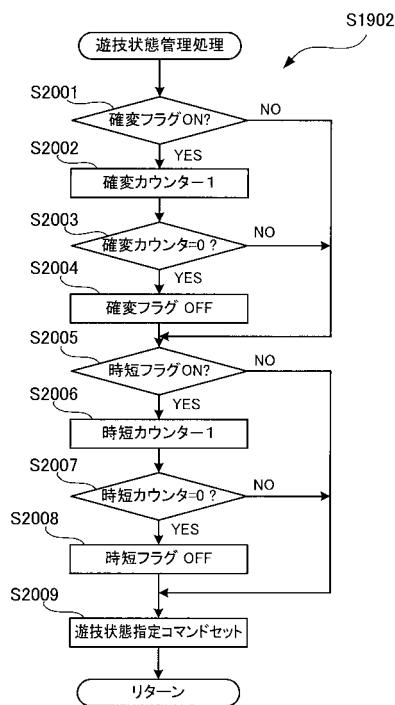 S1902
遊技状態管理処理
S2001
確変フラグON?
NO
YES
S2002
確変カウンター1
S2003
確変カウンタ=0?
NO
YES
S2004
確変フラグ OFF
S2005
時短フラグON?
NO
YES
S2006
時短カウンター1
S2007
時短カウンタ=0?
NO
YES
S2008
時短フラグ OFF
S2009
遊技状態指定コマンドセット
リターン